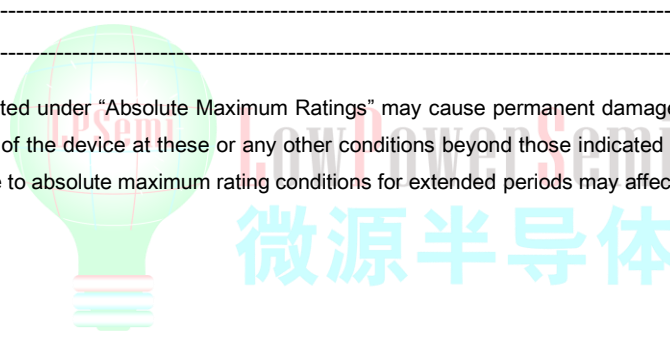 ted under “Absolute Maximum Ratings” may cause permanent damage
of the device at these or any other conditions beyond those indicated
e to absolute maximum rating conditions for extended periods may affec
LPSemi
LowPowerSemi
微源半导体